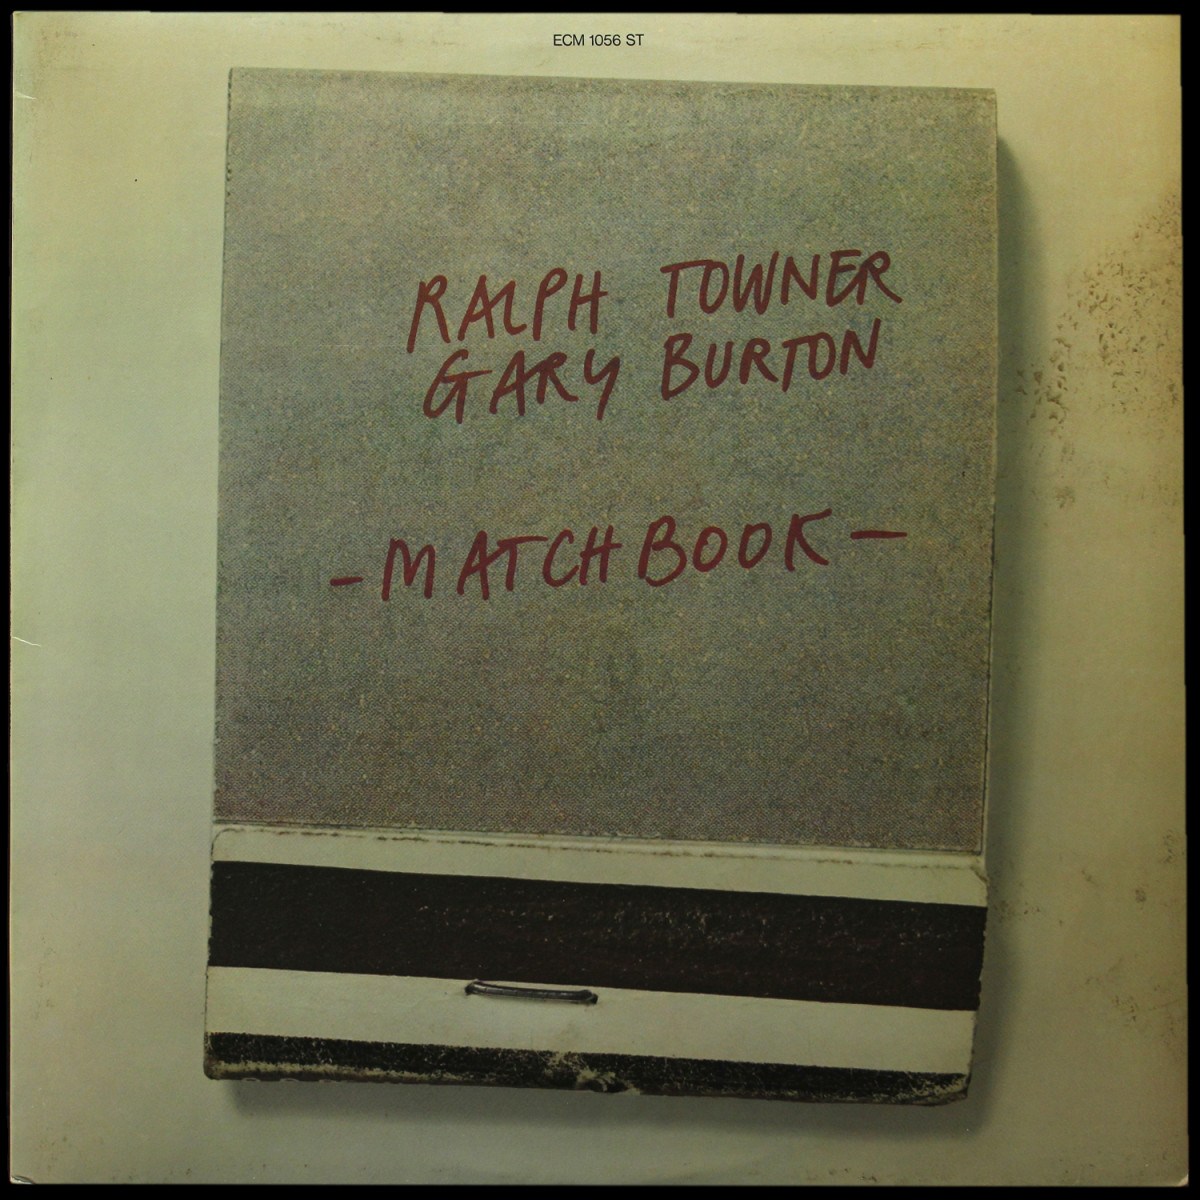 ECM 1056 ST
RALPH TOWNER
GARY BURTON
- MATCHBOOK -